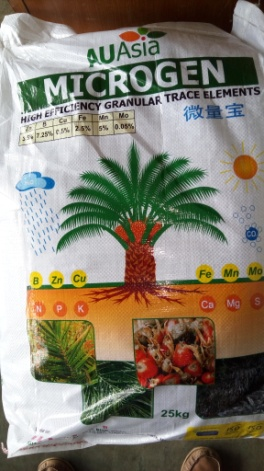 AUAsia
MICROGEN
HIGH EFFICIENCY GRANULAR TRACE ELEMENTS
Zn B Cu Fe Mn Mo
7.25% 0.5% 2.5% 5% 0.05%
微量宝
CO
B Zn Cu Fe Mn Mo
N P K Ca Mg S
25kg